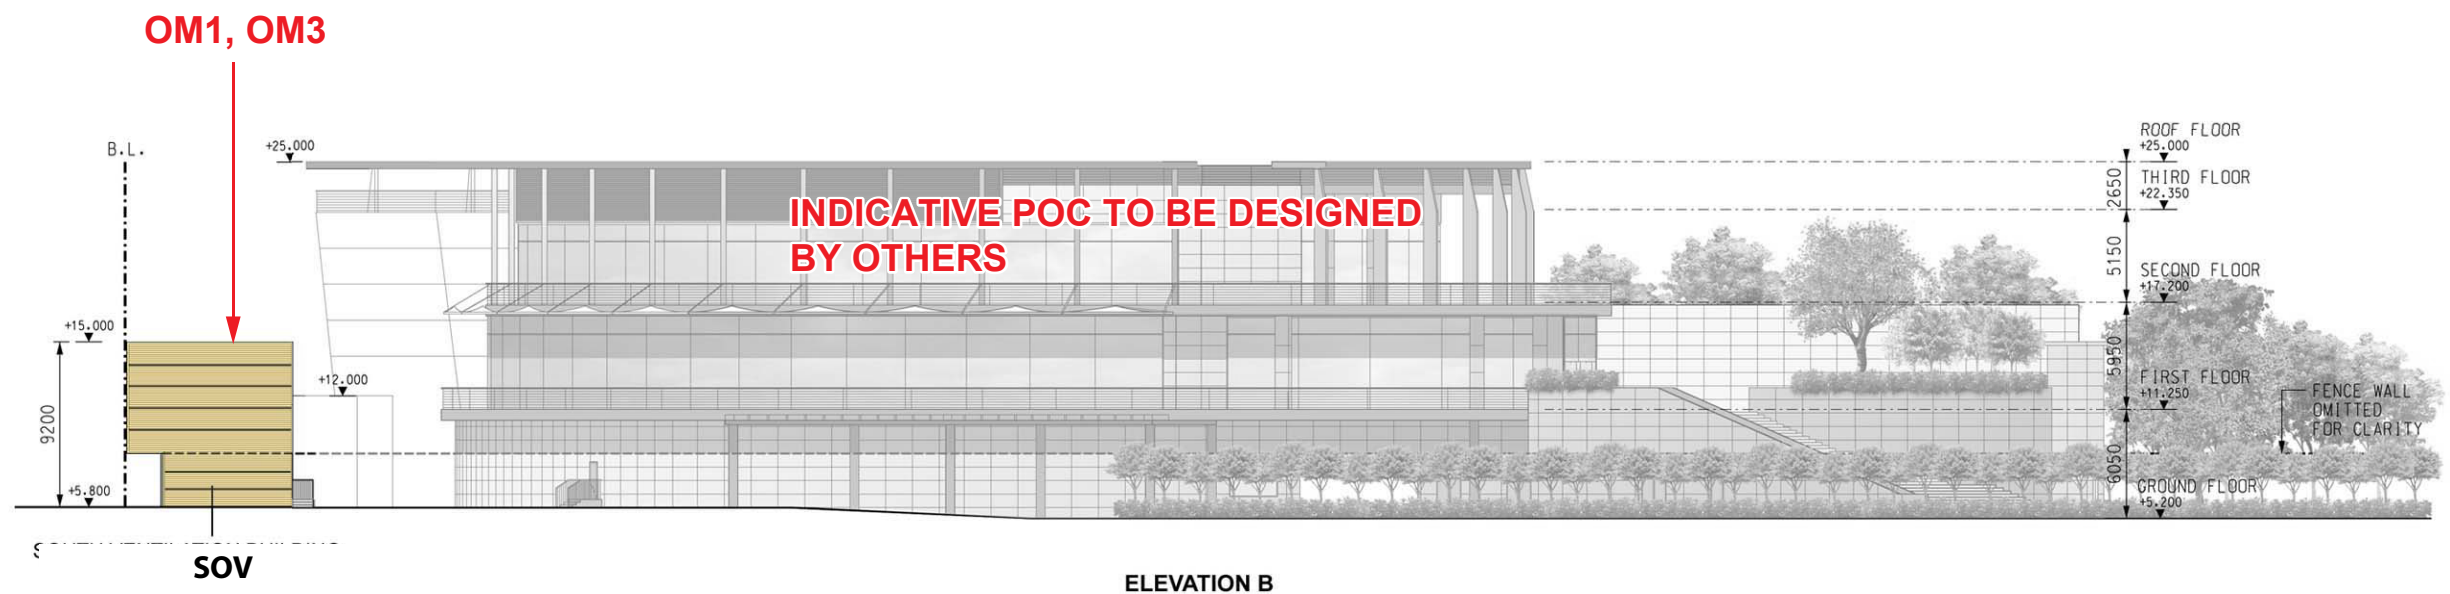 OM1, OM3
B.L.
+25.000
INDICATIVE POC TO BE DESIGNED
BY OTHERS
ROOF FLOOR
+25.000
2650
THIRD FLOOR
+22.350
5150
SECOND FLOOR
+17.200
+15.000
+12.000
5950
FIRST FLOOR
+11.250
FENCE WALL
OMITTED
FOR CLARITY
9200
6050
+5.800
GROUND FLOOR
+5.200
SOV
ELEVATION B